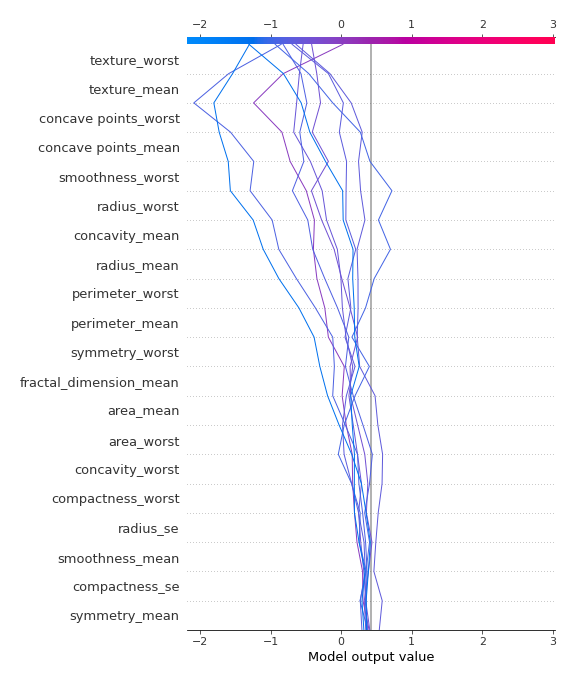 −2 −1 0 1 2 3
texture_worst
texture_mean
concave points_worst
concave points_mean
smoothness_worst
radius_worst
concavity_mean
radius_mean
perimeter_worst
perimeter_mean
symmetry_worst
fractal_dimension_mean
area_mean
area_worst
concavity_worst
compactness_worst
radius_se
smoothness_mean
compactness_se
symmetry_mean
−2 −1 0 1 2 3
Model output value